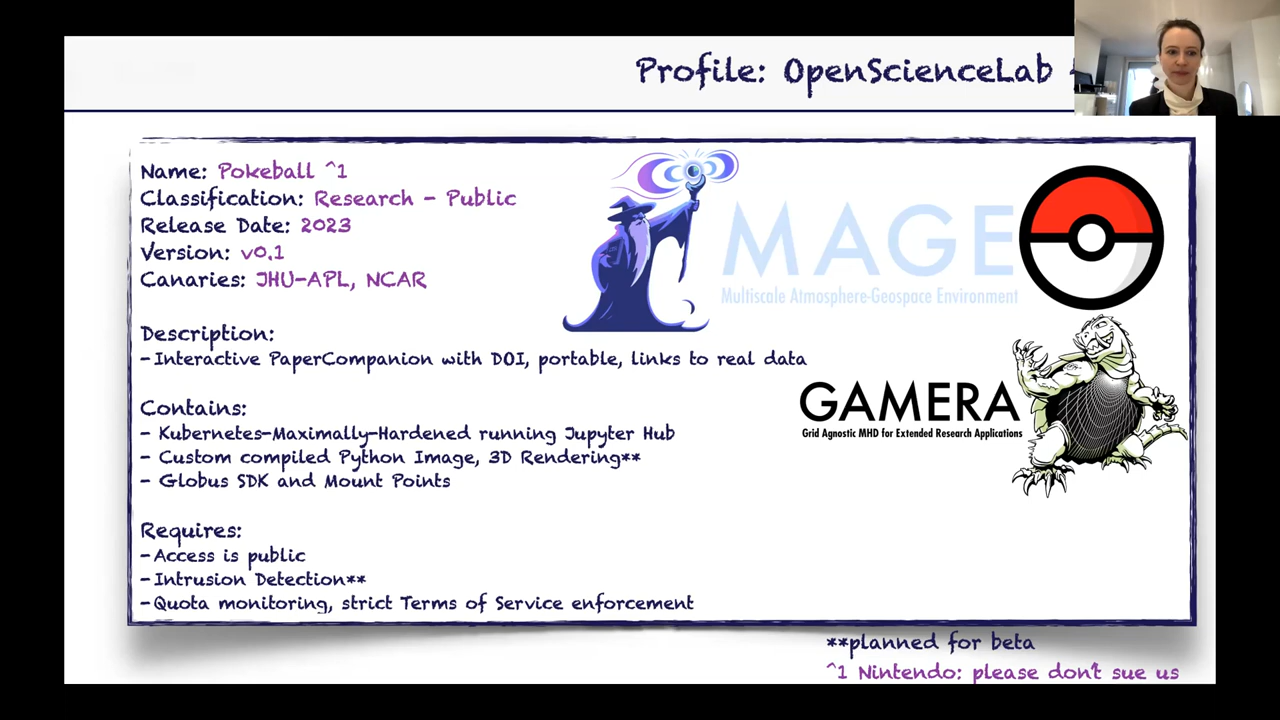 Profile: OpenScienceLab
Name: Pokeball ^1
Classification: Research - Public
Release Date: 2023
Version: v0.1
Canaries: JHU-APL, NCAR
MAGE
Multiscale Atmosphere-Geospace Environment
Description:
- Interactive PaperCompanion with DOI, portable, links to real data
GAMERA
Grid Agnostic MHD for Extended Research Applications
Contains:
- Kubernetes-Maximally-Hardened running Jupyter Hub
- Custom compiled Python Image, 3D Rendering**
- Globus SDK and Mount Points
Requires:
- Access is public
- Intrusion Detection**
- Quota monitoring, strict Terms of Service enforcement
**planned for beta
^1 Nintendo: please don't sue us